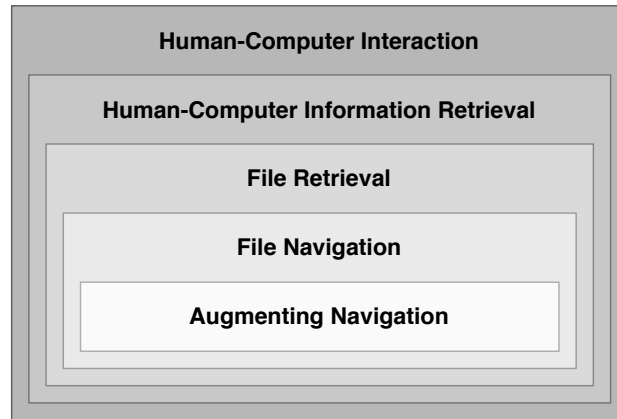 Human-Computer Interaction
Human-Computer Information Retrieval
File Retrieval
File Navigation
Augmenting Navigation